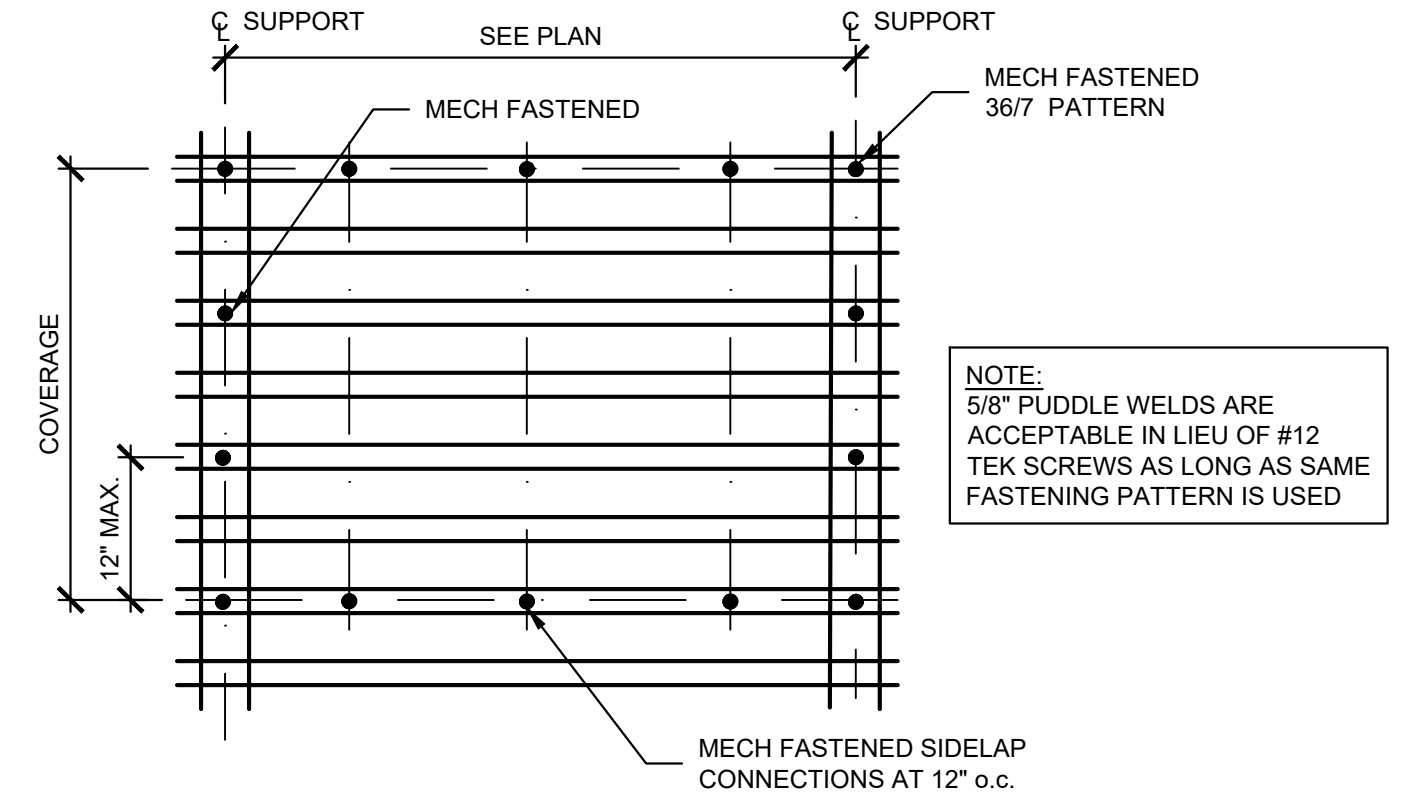 ℄ SUPPORT
SEE PLAN
℄ SUPPORT
MECH FASTENED
MECH FASTENED
36/7 PATTERN
COVERAGE
12" MAX.
NOTE:
5/8" PUDDLE WELDS ARE
ACCEPTABLE IN LIEU OF #12
TEK SCREWS AS LONG AS SAME
FASTENING PATTERN IS USED
MECH FASTENED SIDELAP
CONNECTIONS AT 12" o.c.